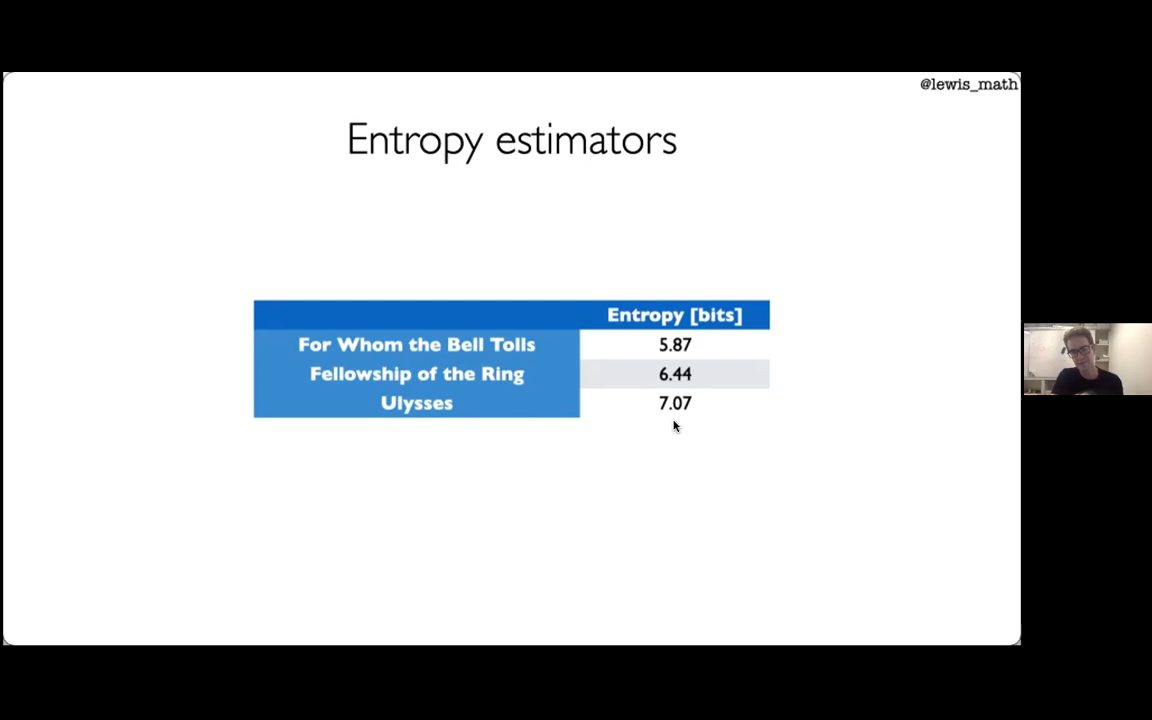 @lewis_math
Entropy estimators
Entropy [bits]
For Whom the Bell Tolls 5.87
Fellowship of the Ring 6.44
Ulysses 7.07